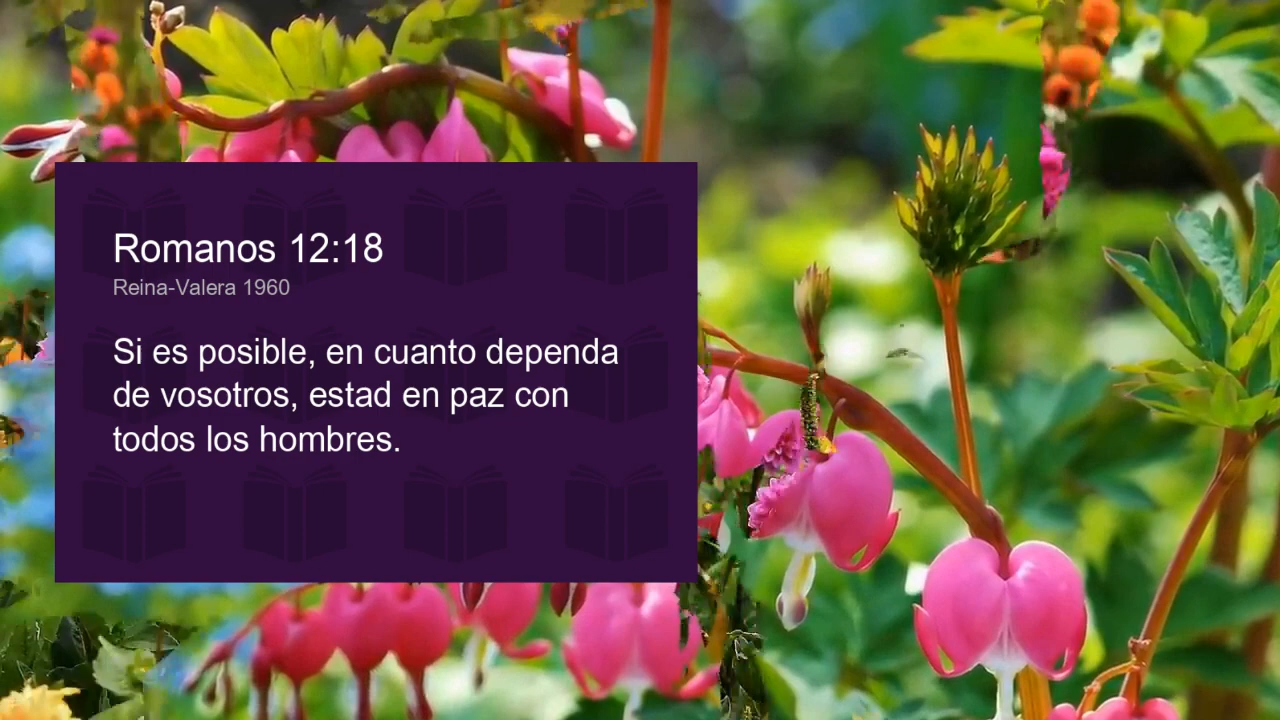 Romanos 12:18
Reina-Valera 1960
Si es posible, en cuanto dependa
de vosotros, estad en paz con
todos los hombres.